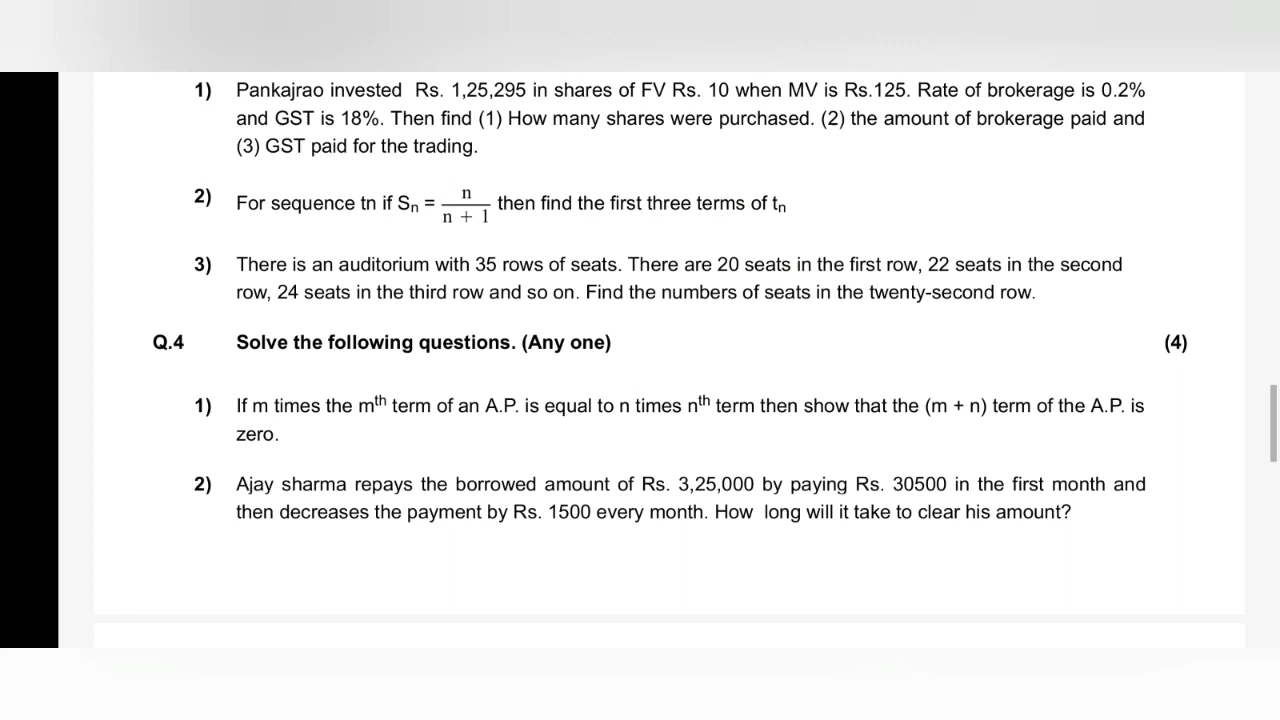 1) Pankajrao invested Rs. 1,25,295 in shares of FV Rs. 10 when MV is Rs.125. Rate of brokerage is 0.2%
and GST is 18%. Then find (1) How many shares were purchased. (2) the amount of brokerage paid and
(3) GST paid for the trading.
2) For sequence tn if Sn = n / n + 1 then find the first three terms of tn
3) There is an auditorium with 35 rows of seats. There are 20 seats in the first row, 22 seats in the second
row, 24 seats in the third row and so on. Find the numbers of seats in the twenty-second row.
Q.4 Solve the following questions. (Any one) (4)
1) If m times the mth term of an A.P. is equal to n times nth term then show that the (m + n) term of the A.P. is
zero.
2) Ajay sharma repays the borrowed amount of Rs. 3,25,000 by paying Rs. 30500 in the first month and
then decreases the payment by Rs. 1500 every month. How long will it take to clear his amount?